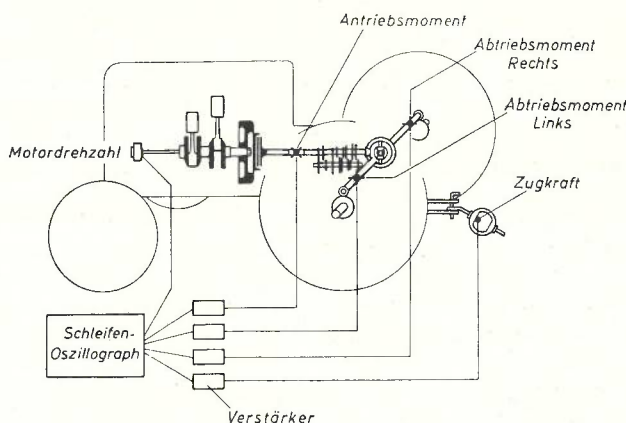 Antriebsmoment
Abtriebsmoment
Rechts
Abtriebsmoment
Links
Motordrehzahl
Zugkraft
Schleifen-
Oszillograph
Verstärker